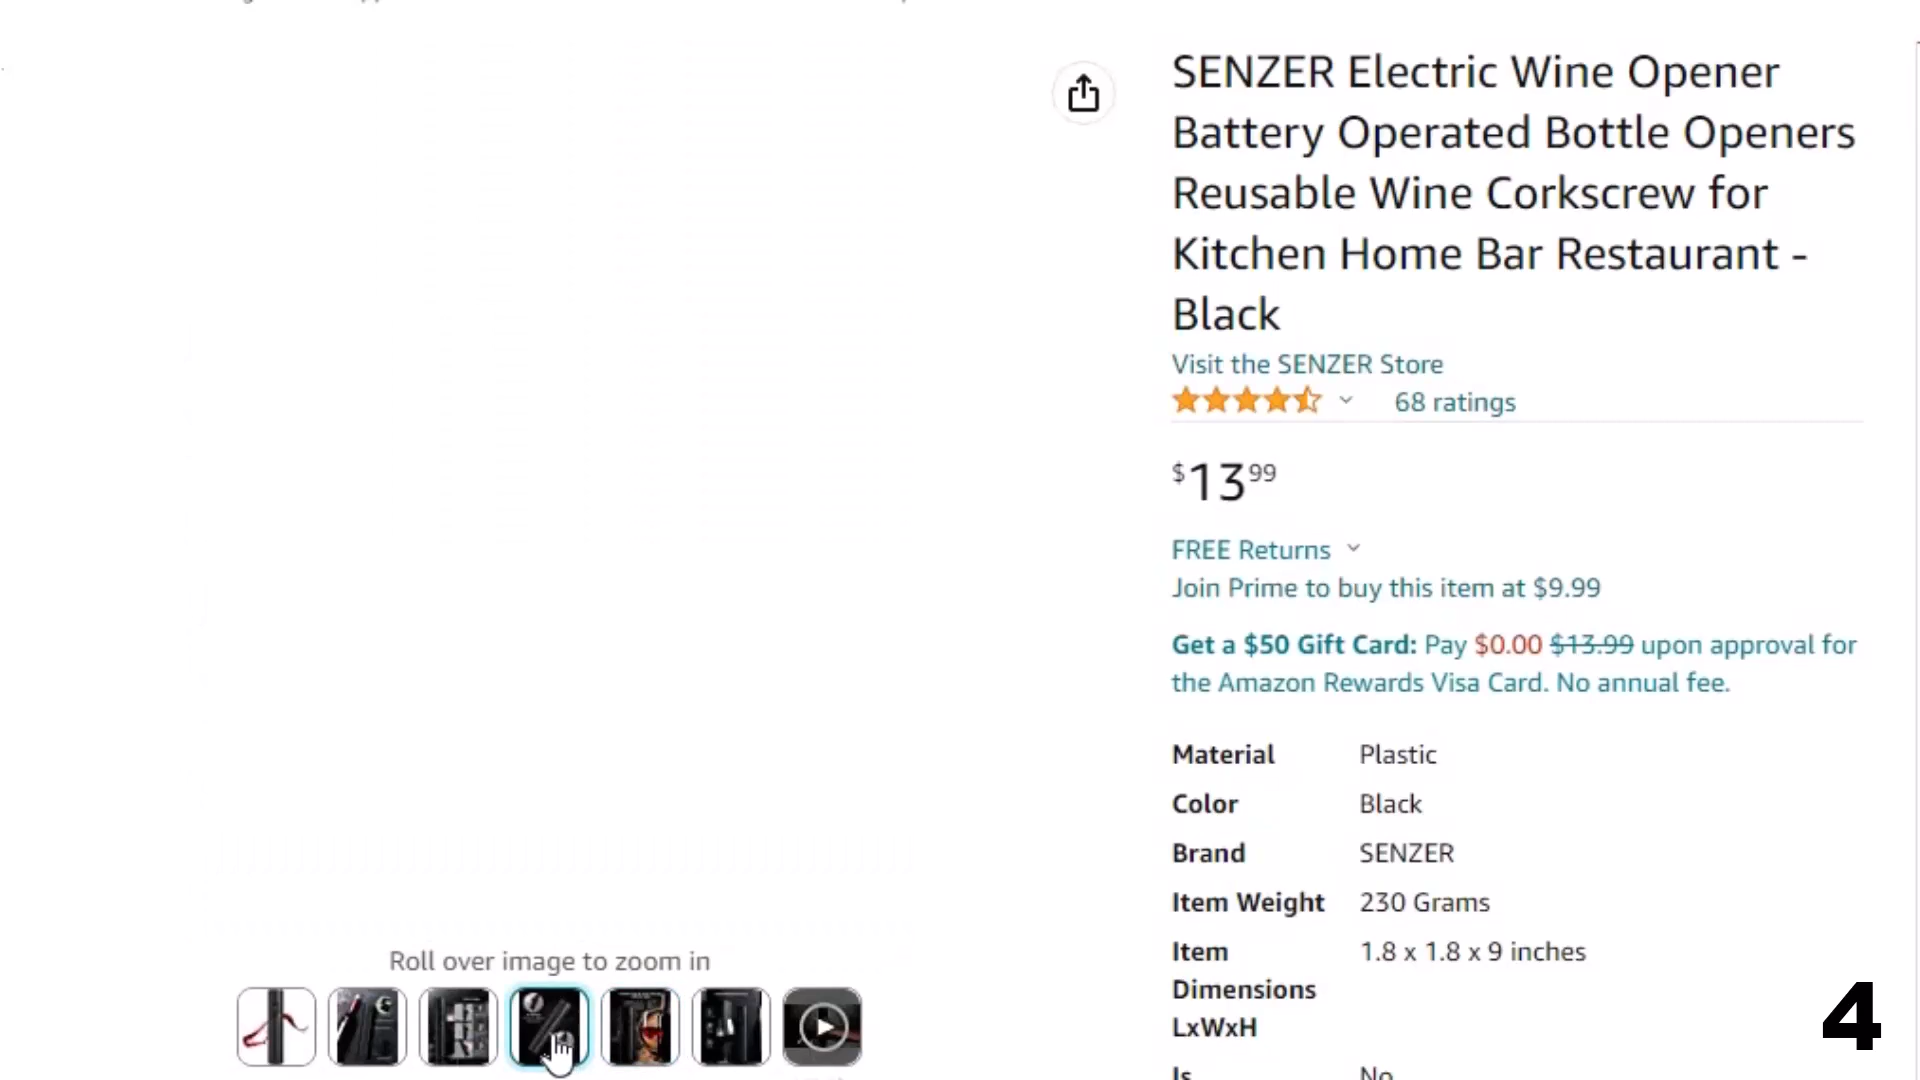 SENZER Electric Wine Opener
Battery Operated Bottle Openers
Reusable Wine Corkscrew for
Kitchen Home Bar Restaurant -
Black
Visit the SENZER Store
68 ratings
$13 99
FREE Returns
Join Prime to buy this item at $9.99
Get a $50 Gift Card: Pay $0.00 $13.99 upon approval for
the Amazon Rewards Visa Card. No annual fee.
Material Plastic
Color Black
Brand SENZER
Item Weight 230 Grams
Item 1.8 x 1.8 x 9 inches
Dimensions
LxWxH
Is No
Roll over image to zoom in
4